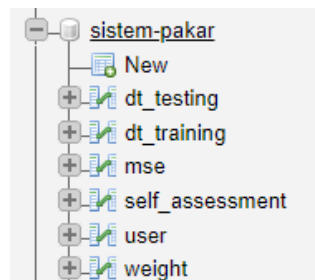 sistem-pakar
New
dt_testing
dt_training
mse
self_assessment
user
weight